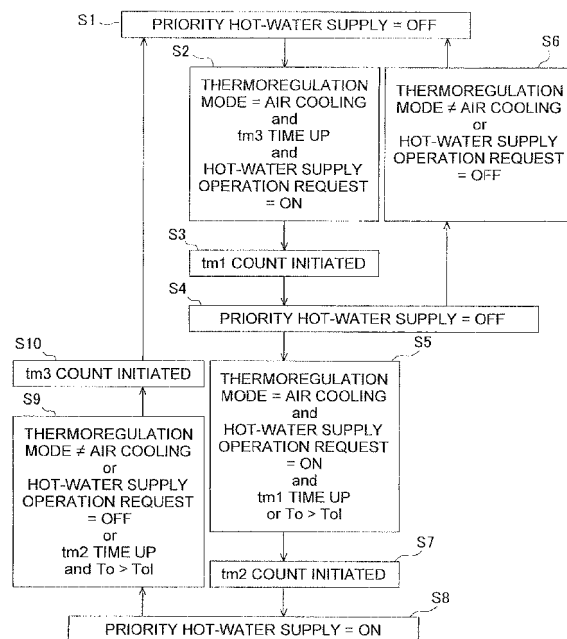 S1
PRIORITY HOT-WATER SUPPLY = OFF
S2
THERMOREGULATION
MODE = AIR COOLING
and
tm3 TIME UP
and
HOT-WATER SUPPLY
OPERATION REQUEST
= ON
S6
THERMOREGULATION
MODE ≠ AIR COOLING
or
HOT-WATER SUPPLY
OPERATION REQUEST
= OFF
S3
tm1 COUNT INITIATED
S4
PRIORITY HOT-WATER SUPPLY = OFF
S5
THERMOREGULATION
MODE = AIR COOLING
and
HOT-WATER SUPPLY
OPERATION REQUEST
= ON
and
tm1 TIME UP
or To > Tol
S10
tm3 COUNT INITIATED
S9
THERMOREGULATION
MODE ≠ AIR COOLING
or
HOT-WATER SUPPLY
OPERATION REQUEST
= OFF
or
tm2 TIME UP
and To > Tol
S7
tm2 COUNT INITIATED
S8
PRIORITY HOT-WATER SUPPLY = ON